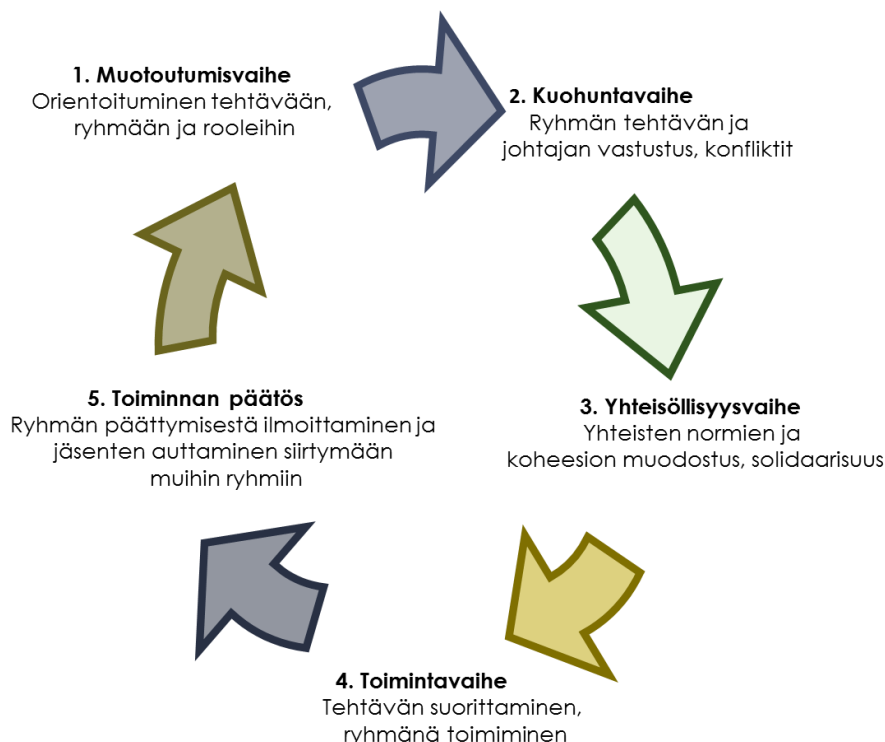 1. Muotoutumisvaihe
Orientoituminen tehtävään,
ryhmään ja rooleihin
2. Kuohuntavaihe
Ryhmän tehtävän ja
johtajan vastustus, konfliktit
3. Yhteisöllisyysvaihe
Yhteisten normien ja
koheesion muodostus, solidaarisuus
4. Toimintavaihe
Tehtävän suorittaminen,
ryhmänä toimiminen
5. Toiminnan päätös
Ryhmän päättymisestä ilmoittaminen ja
jäsenten auttaminen siirtymään
muihin ryhmiin